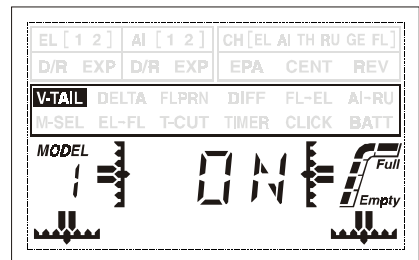 EL [ 1 2 ] AI [ 1 2 ] CH [EL AI TH RU GE FL]
D/R EXP D/R EXP EPA CENT REV
V-TAIL DELTA FLPRN DIFF FL-EL AI-RU
M-SEL EL-FL T-CUT TIMER CLICK BATT
MODEL
1 ON
Full
Empty